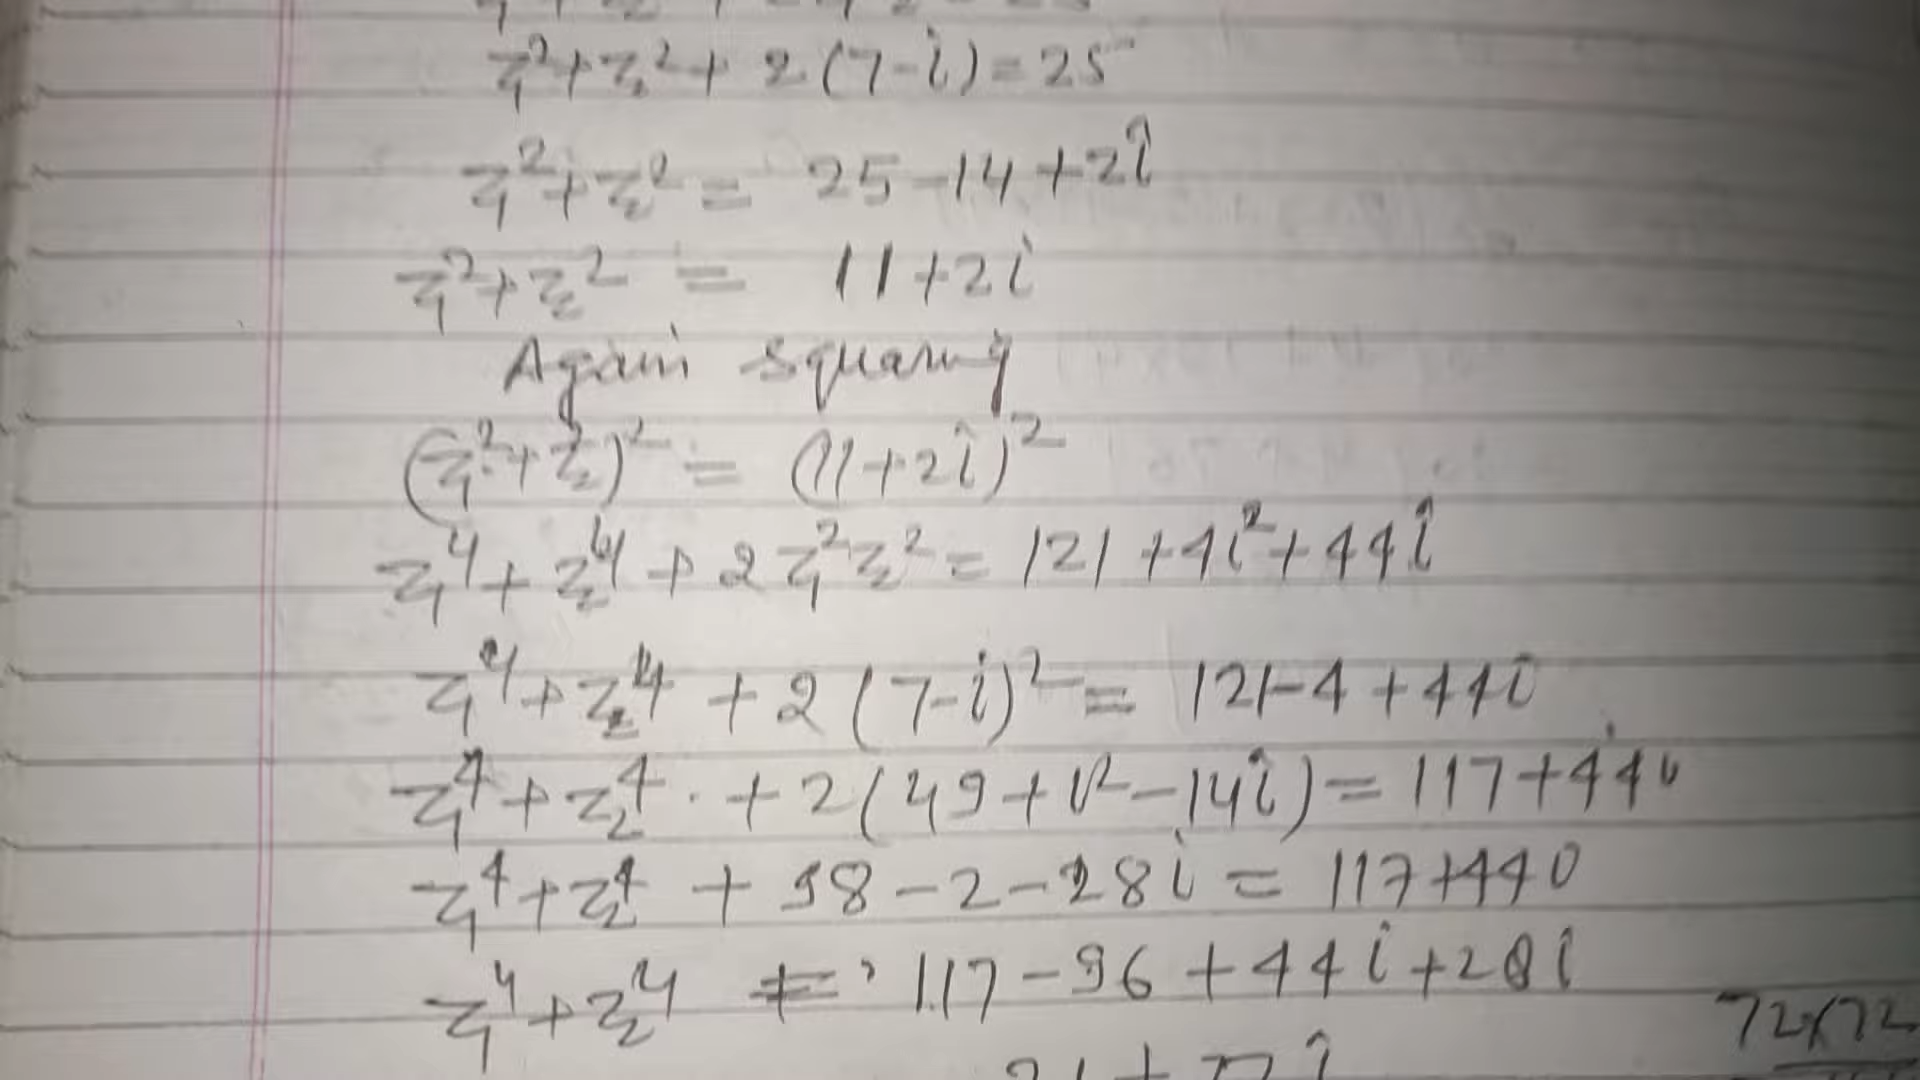 z₁²+z₂²+ 2(7-i)=25
z₁²+z₂² = 25-14+2i
z₁²+z₂² = 11+2i
Again squaring
(z₁²+z₂²)² = (11+2i)²
z₁⁴+z₂⁴+2z₁²z₂² = 121+4i²+44i
z₁⁴+z₂⁴ +2(7-i)² = 121-4+44i
z₁⁴+z₂⁴ . +2(49+i²-14i) = 117+44i
z₁⁴+z₂⁴ + 98-2-28i = 117+44i
z₁⁴+z₂⁴ = 117-96+44i+28i
72x72
21+72i